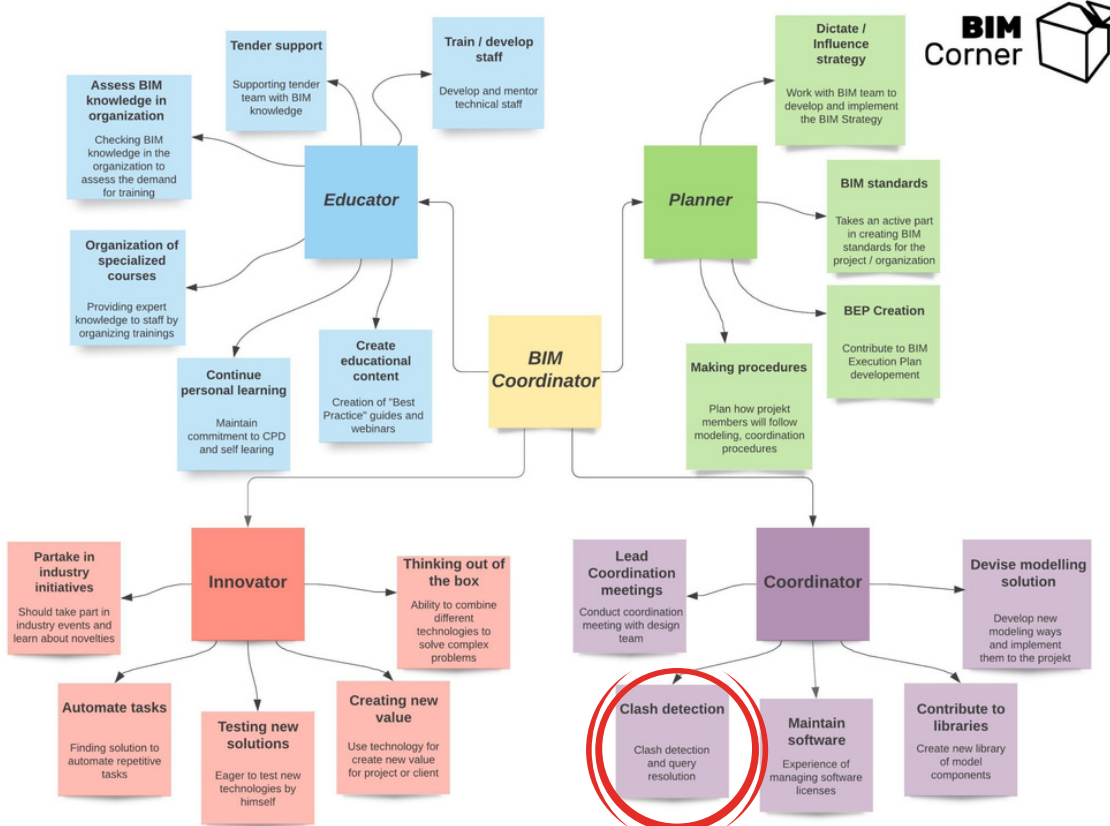 BIM
Corner
Tender support
Supporting tender
team with BIM
knowledge
Train / develop
staff
Develop and mentor
technical staff
Assess BIM
knowledge in
organization
Checking BIM
knowledge in the
organization to
assess the demand
for training
Educator
Organization of
specialized
courses
Providing expert
knowledge to staff by
organizing trainings
Continue
personal learning
Maintain
commitment to CPD
and self learing
Create
educational
content
Creation of "Best
Practice" guides and
webinars
Dictate /
Influence
strategy
Work with BIM team to
develop and implement
the BIM Strategy
Planner
BIM standards
Takes an active part
in creating BIM
standards for the
project / organization
BEP Creation
Contribute to BIM
Execution Plan
developement
Making procedures
Plan how projekt
members will follow
modeling, coordination
procedures
BIM
Coordinator
Innovator
Partake in
industry
initiatives
Should take part in
industry events and
learn about novelties
Thinking out of
the box
Ability to combine
different
technologies to
solve complex
problems
Automate tasks
Finding solution to
automate repetitive
tasks
Testing new
solutions
Eager to test new
technologies by
himself
Creating new
value
Use technology for
create new value
for project or client
Coordinator
Lead
Coordination
meetings
Conduct coordination
meeting with design
team
Devise modelling
solution
Develop new
modeling ways
and implement
them to the projekt
Clash detection
Clash detection
and query
resolution
Maintain
software
Experience of
managing software
licenses
Contribute to
libraries
Create new library
of model
components